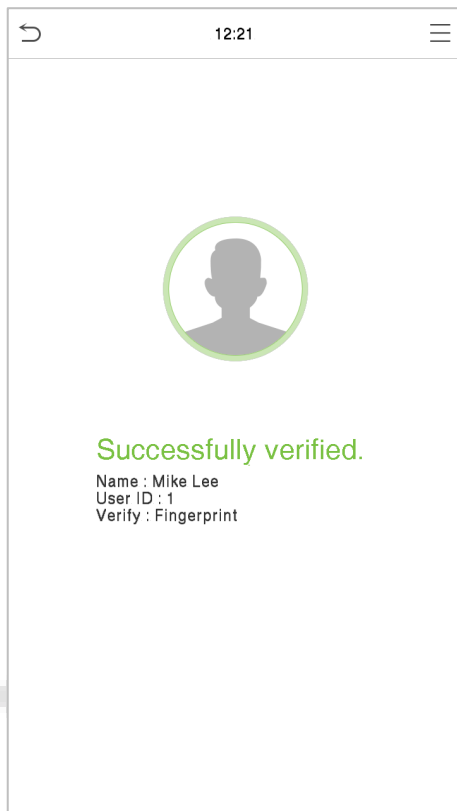 12:21
Successfully verified.
Name : Mike Lee
User ID : 1
Verify : Fingerprint